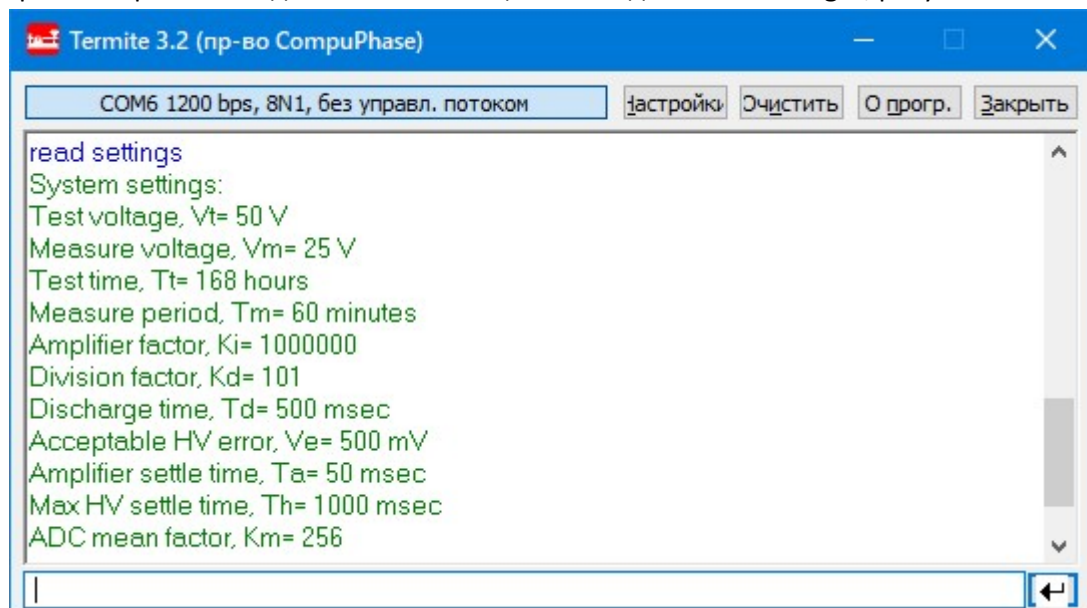 Termite 3.2 (пр-во CompuPhase)
COM6 1200 bps, 8N1, без управл. потоком
Настройки Очистить О прогр. Закрыть
read settings
System settings:
Test voltage, Vt= 50 V
Measure voltage, Vm= 25 V
Test time, Tt= 168 hours
Measure period, Tm= 60 minutes
Amplifier factor, Ki= 1000000
Division factor, Kd= 101
Discharge time, Td= 500 msec
Acceptable HV error, Ve= 500 mV
Amplifier settle time, Ta= 50 msec
Max HV settle time, Th= 1000 msec
ADC mean factor, Km= 256